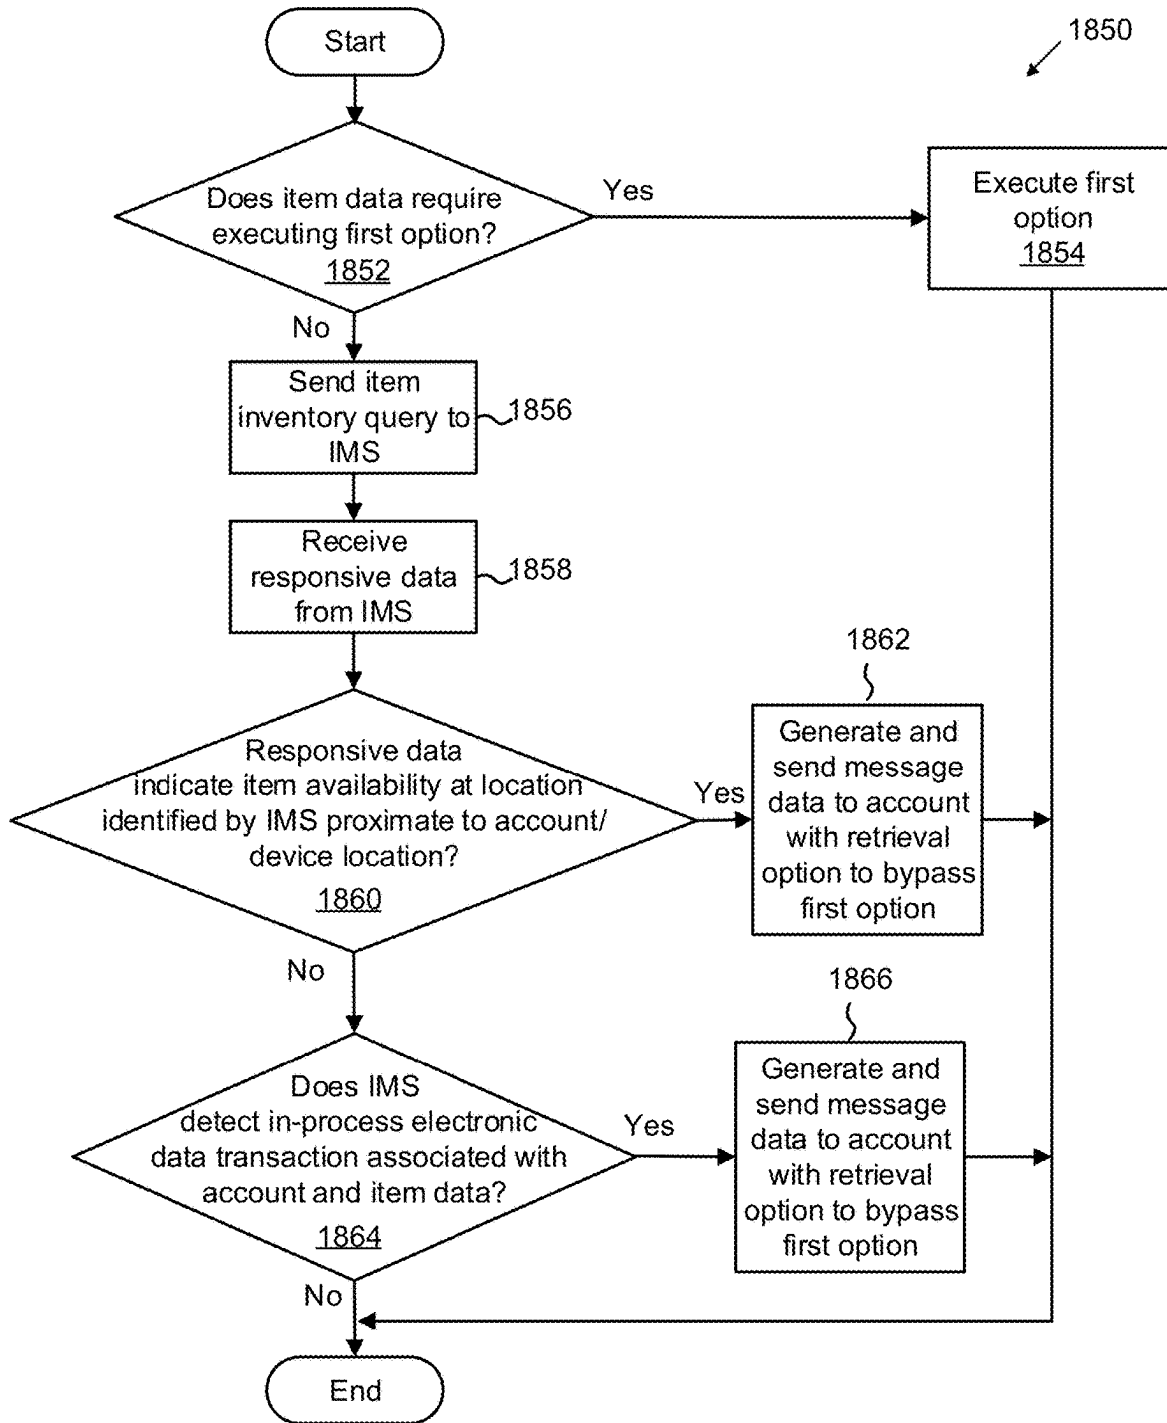 Start
1850
Does item data require
executing first option?
1852
Yes
Execute first
option
1854
No
Send item
inventory query to
IMS
1856
Receive
responsive data
from IMS
1858
Responsive data
indicate item availability at location
identified by IMS proximate to account/
device location?
1860
Yes
1862
Generate and
send message
data to account
with retrieval
option to bypass
first option
No
Does IMS
detect in-process electronic
data transaction associated with
account and item data?
1864
Yes
1866
Generate and
send message
data to account
with retrieval
option to bypass
first option
No
End